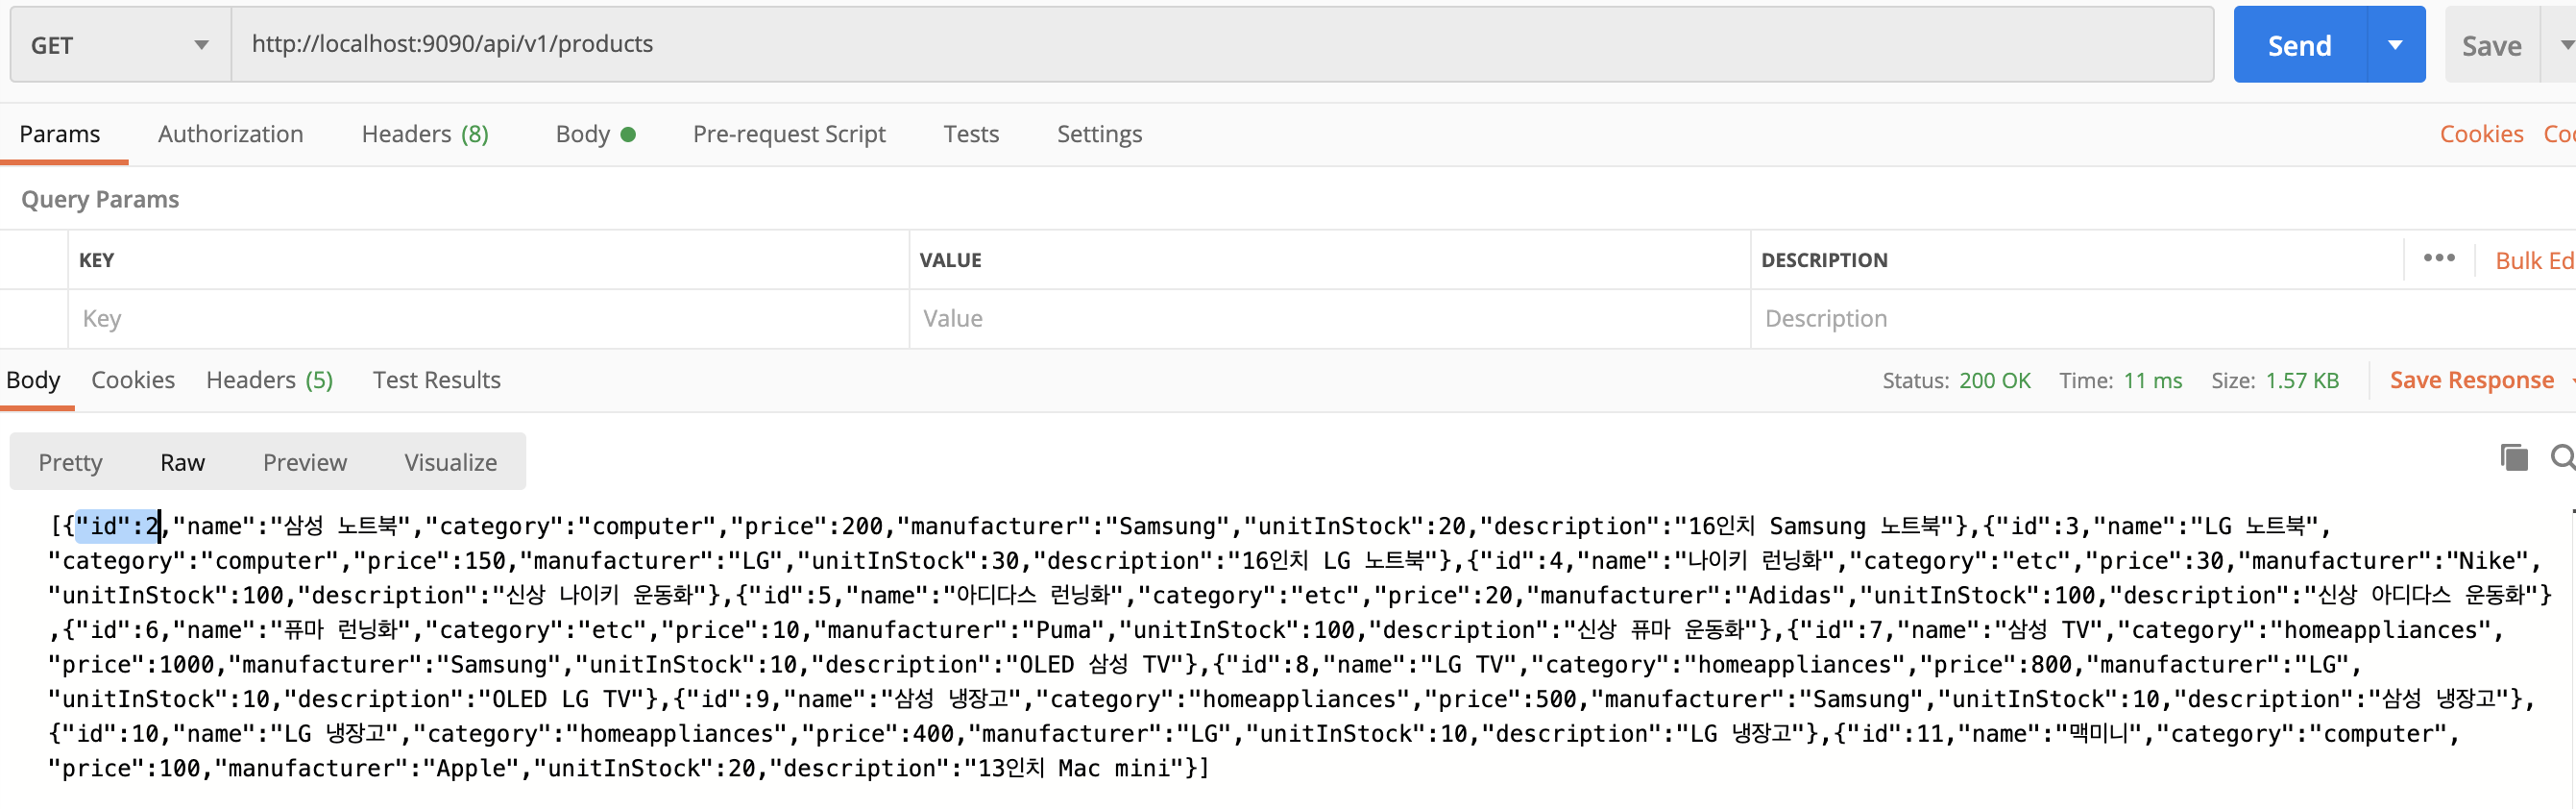 GET http://localhost:9090/api/v1/products Send Save
Params Authorization Headers (8) Body Pre-request Script Tests Settings Cookies Coo
Query Params
KEY VALUE DESCRIPTION ••• Bulk Ed
Key Value Description
Body Cookies Headers (5) Test Results Status: 200 OK Time: 11 ms Size: 1.57 KB Save Response
Pretty Raw Preview Visualize
[{"id":2,"name":"삼성 노트북","category":"computer","price":200,"manufacturer":"Samsung","unitInStock":20,"description":"16인치 Samsung 노트북"},{"id":3,"name":"LG 노트북",
"category":"computer","price":150,"manufacturer":"LG","unitInStock":30,"description":"16인치 LG 노트북"},{"id":4,"name":"나이키 런닝화","category":"etc","price":30,"manufacturer":"Nike",
"unitInStock":100,"description":"신상 나이키 운동화"},{"id":5,"name":"아디다스 런닝화","category":"etc","price":20,"manufacturer":"Adidas","unitInStock":100,"description":"신상 아디다스 운동화"}
,{"id":6,"name":"퓨마 런닝화","category":"etc","price":10,"manufacturer":"Puma","unitInStock":100,"description":"신상 퓨마 운동화"},{"id":7,"name":"삼성 TV","category":"homeappliances",
"price":1000,"manufacturer":"Samsung","unitInStock":10,"description":"OLED 삼성 TV"},{"id":8,"name":"LG TV","category":"homeappliances","price":800,"manufacturer":"LG",
"unitInStock":10,"description":"OLED LG TV"},{"id":9,"name":"삼성 냉장고","category":"homeappliances","price":500,"manufacturer":"Samsung","unitInStock":10,"description":"삼성 냉장고"},
{"id":10,"name":"LG 냉장고","category":"homeappliances","price":400,"manufacturer":"LG","unitInStock":10,"description":"LG 냉장고"},{"id":11,"name":"맥미니","category":"computer",
"price":100,"manufacturer":"Apple","unitInStock":20,"description":"13인치 Mac mini"}]